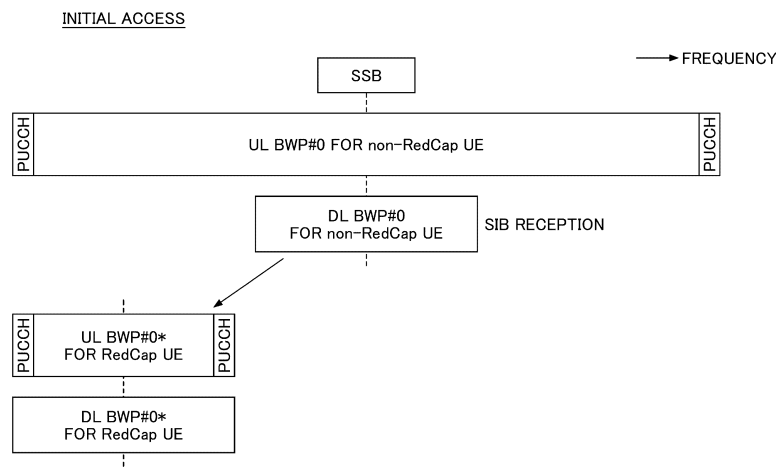 INITIAL ACCESS
FREQUENCY
SSB
PUCCH
UL BWP#0 FOR non-RedCap UE
PUCCH
DL BWP#0
FOR non-RedCap UE
SIB RECEPTION
PUCCH
UL BWP#0*
FOR RedCap UE
PUCCH
DL BWP#0*
FOR RedCap UE